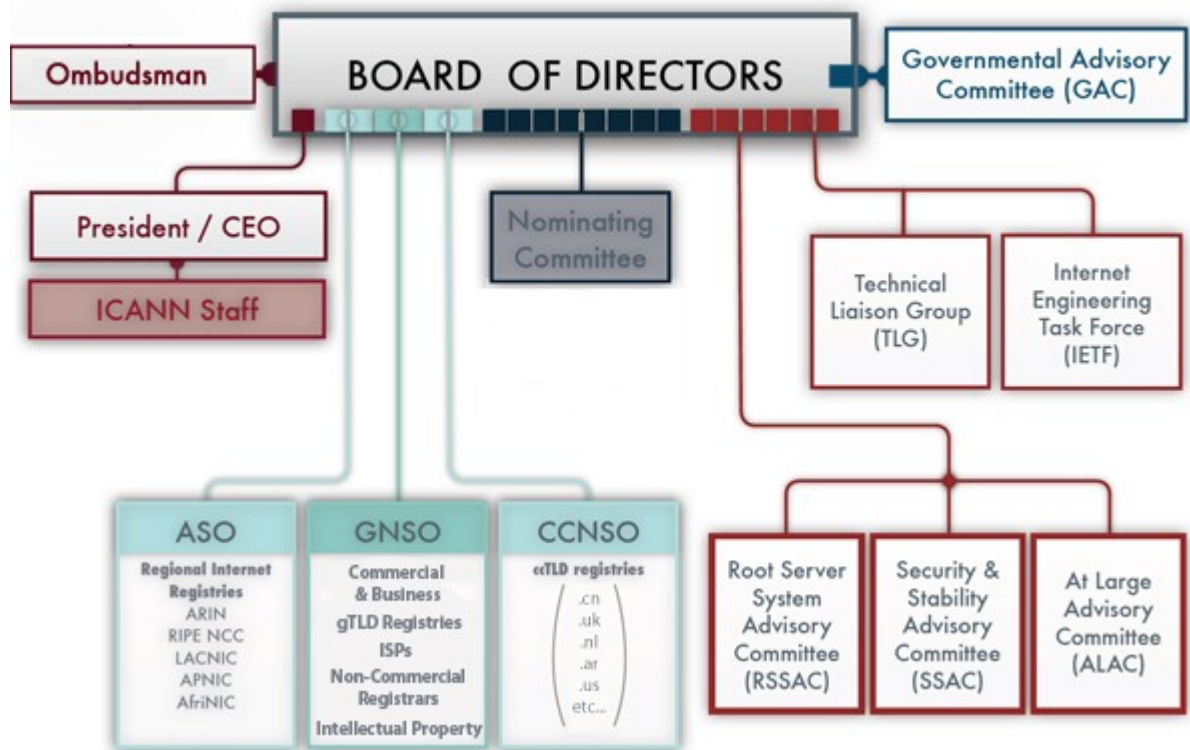 Ombudsman
BOARD OF DIRECTORS
Governmental Advisory
Committee (GAC)
President / CEO
ICANN Staff
Nominating
Committee
Technical
Liaison Group
(TLG)
Internet
Engineering
Task Force
(IETF)
ASO
Regional Internet
Registries
ARIN
RIPE NCC
LACNIC
APNIC
AfriNIC
GNSO
Commercial
& Business
gTLD Registries
ISPs
Non-Commercial
Registrars
Intellectual Property
CCNSO
ccTLD registries
.cn
.uk
.nl
.ar
.us
etc...
Root Server
System
Advisory
Committee
(RSSAC)
Security &
Stability
Advisory
Committee
(SSAC)
At Large
Advisory
Committee
(ALAC)